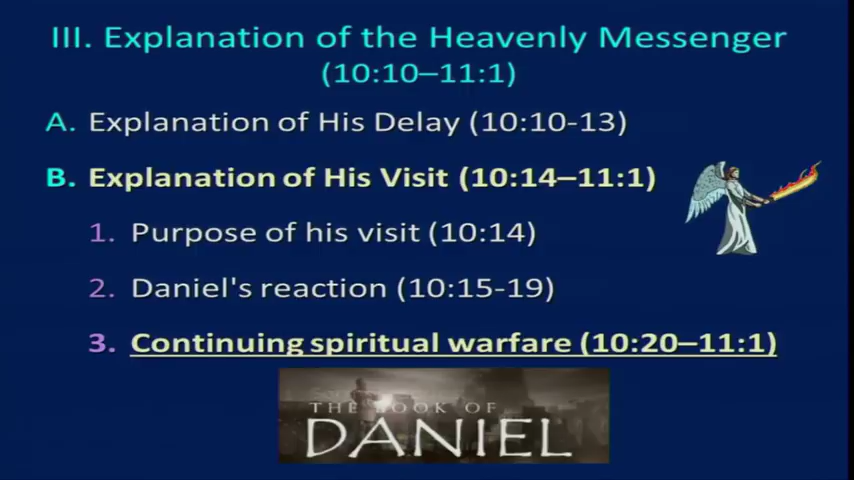 III. Explanation of the Heavenly Messenger
(10:10–11:1)
A. Explanation of His Delay (10:10-13)
B. Explanation of His Visit (10:14–11:1)
1. Purpose of his visit (10:14)
2. Daniel's reaction (10:15-19)
3. Continuing spiritual warfare (10:20–11:1)
THE BOOK OF
DANIEL